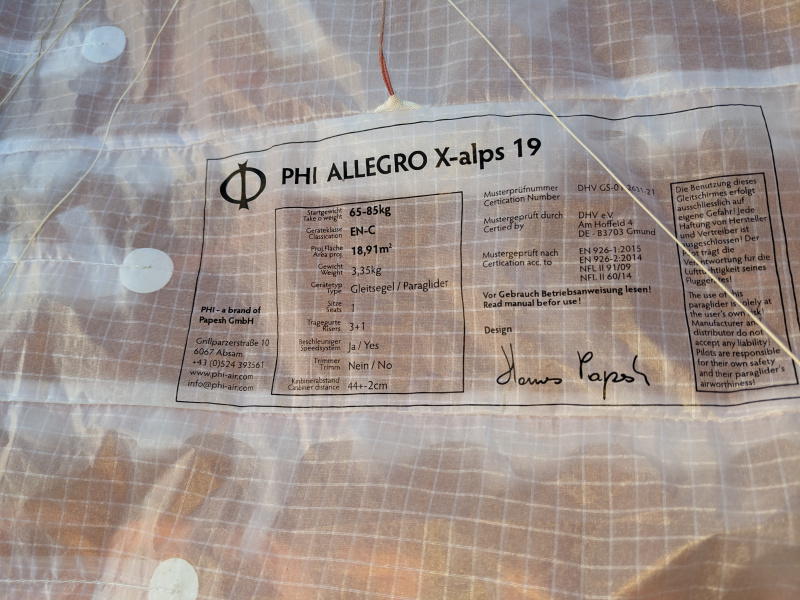 PHI ALLEGRO X-alps 19
Startgewicht 65-85kg
Take o weight
Geräteklasse EN-C
Classication
Proj.Fläche 18,91m²
Area proj.
Gewicht 3,35kg
Weight
Gerätetyp Gleitsegel / Paraglider
Type
Sitze 1
Seats
Tragegurte 3+1
Risers
Beschleuniger Ja / Yes
Speedsystem
Trimmer Nein / No
Trimm
Karabinerabstand 44+-2cm
Carabiner distance
PHI - a brand of
Papesh GmbH
Grillparzerstraße 10
6067 Absam
+43 (0)524 393561
www.phi-air.com
info@phi-air.com
Musterprüfnummer DHV GS-0 2631-21
Certication Number
Mustergeprüft durch DHV eV
Certied by Am Hoffeld 4
DE - 83703 Gmund
Mustergeprüft nach EN 926-1:2015
Certication acc. to EN 926-2:2014
NFL II 91/09
NFL II 60/14
Vor Gebrauch Betriebsanweisung lesen!
Read manual befor use!
Design
Hannes Papesh
Die Benutzung dieses
Gleitschirmes erfolgt
ausschließlich auf
eigene Gefahr! Jede
Haftung von Hersteller
und Vertreiber ist
ausgeschlossen! Der
Pilot trägt die
Verantwortung für die
Lufttüchtigkeit seines
Fluggerätes!
The use of this
paraglider is solely at
the user's own risk!
Manufacturer an
distributor do not
accept any liability!
Pilots are responsible
for their own safety
and their paraglider's
airworthiness!